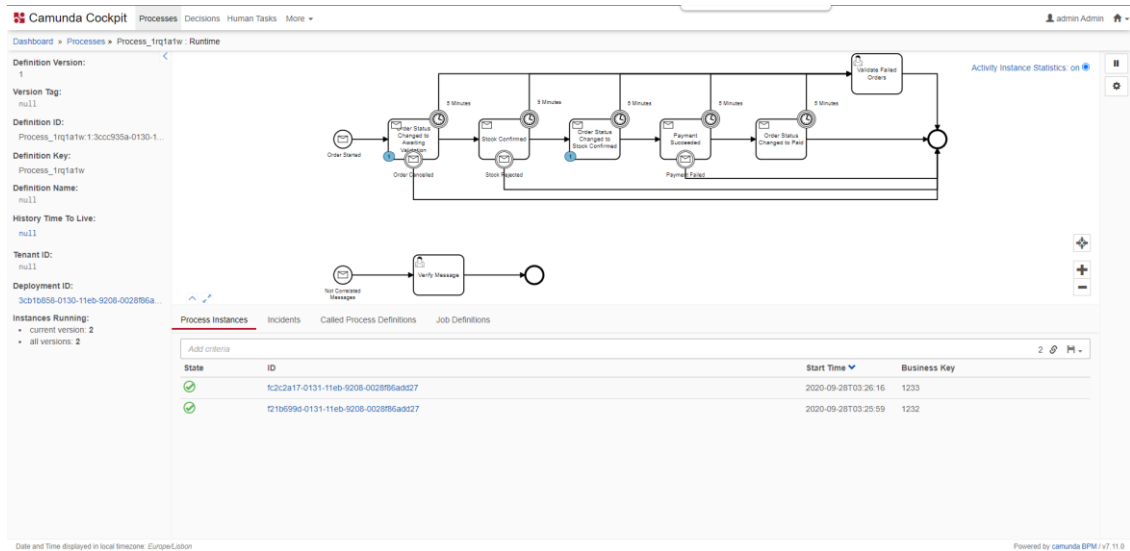 Camunda Cockpit Processes Decisions Human Tasks More
admin Admin
Dashboard » Processes » Process_1rq1a1w : Runtime
Definition Version:
1
Version Tag:
null
Definition ID:
Process_1rq1a1w:1:3ccc935a-0130-1...
Definition Key:
Process_1rq1a1w
Definition Name:
null
History Time To Live:
null
Tenant ID:
null
Deployment ID:
3cb1b858-0130-11eb-9208-0028f86a...
Instances Running:
current version: 2
all versions: 2
Activity Instance Statistics: on
Validate Failed
Orders
5 Minutes
5 Minutes
5 Minutes
5 Minutes
5 Minutes
Order Started
Order Status
Changed to
Awaiting
Validation
1
Order Cancelled
Stock Confirmed
Stock Rejected
Order Status
Changed to
Stock Confirmed
1
Payment
Succeeded
Payment Failed
Order Status
Changed to Paid
Not Correlated
Messages
Verify Message
Process Instances Incidents Called Process Definitions Job Definitions
Add criteria
2
State ID Start Time Business Key
fc2c2a17-0131-11eb-9208-0028f86add27 2020-09-28T03:26:16 1233
f21b699d-0131-11eb-9208-0028f86add27 2020-09-28T03:25:59 1232
Date and Time displayed in local timezone: Europe/Lisbon
Powered by camunda BPM / v7.11.0